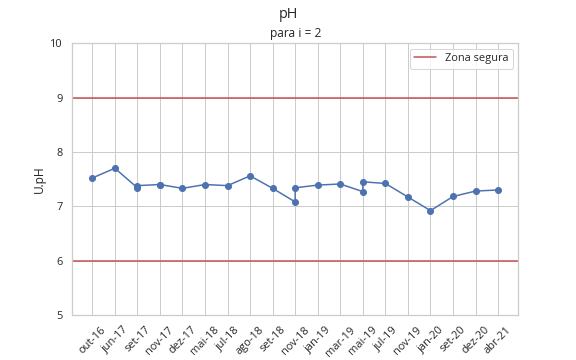 pH
para i = 2
Zona segura
U.pH
10
9
8
7
6
5
out-16
jun-17
set-17
nov-17
dez-17
mai-18
jul-18
ago-18
set-18
nov-18
jan-19
mar-19
mai-19
jul-19
nov-19
jan-20
set-20
dez-20
abr-21